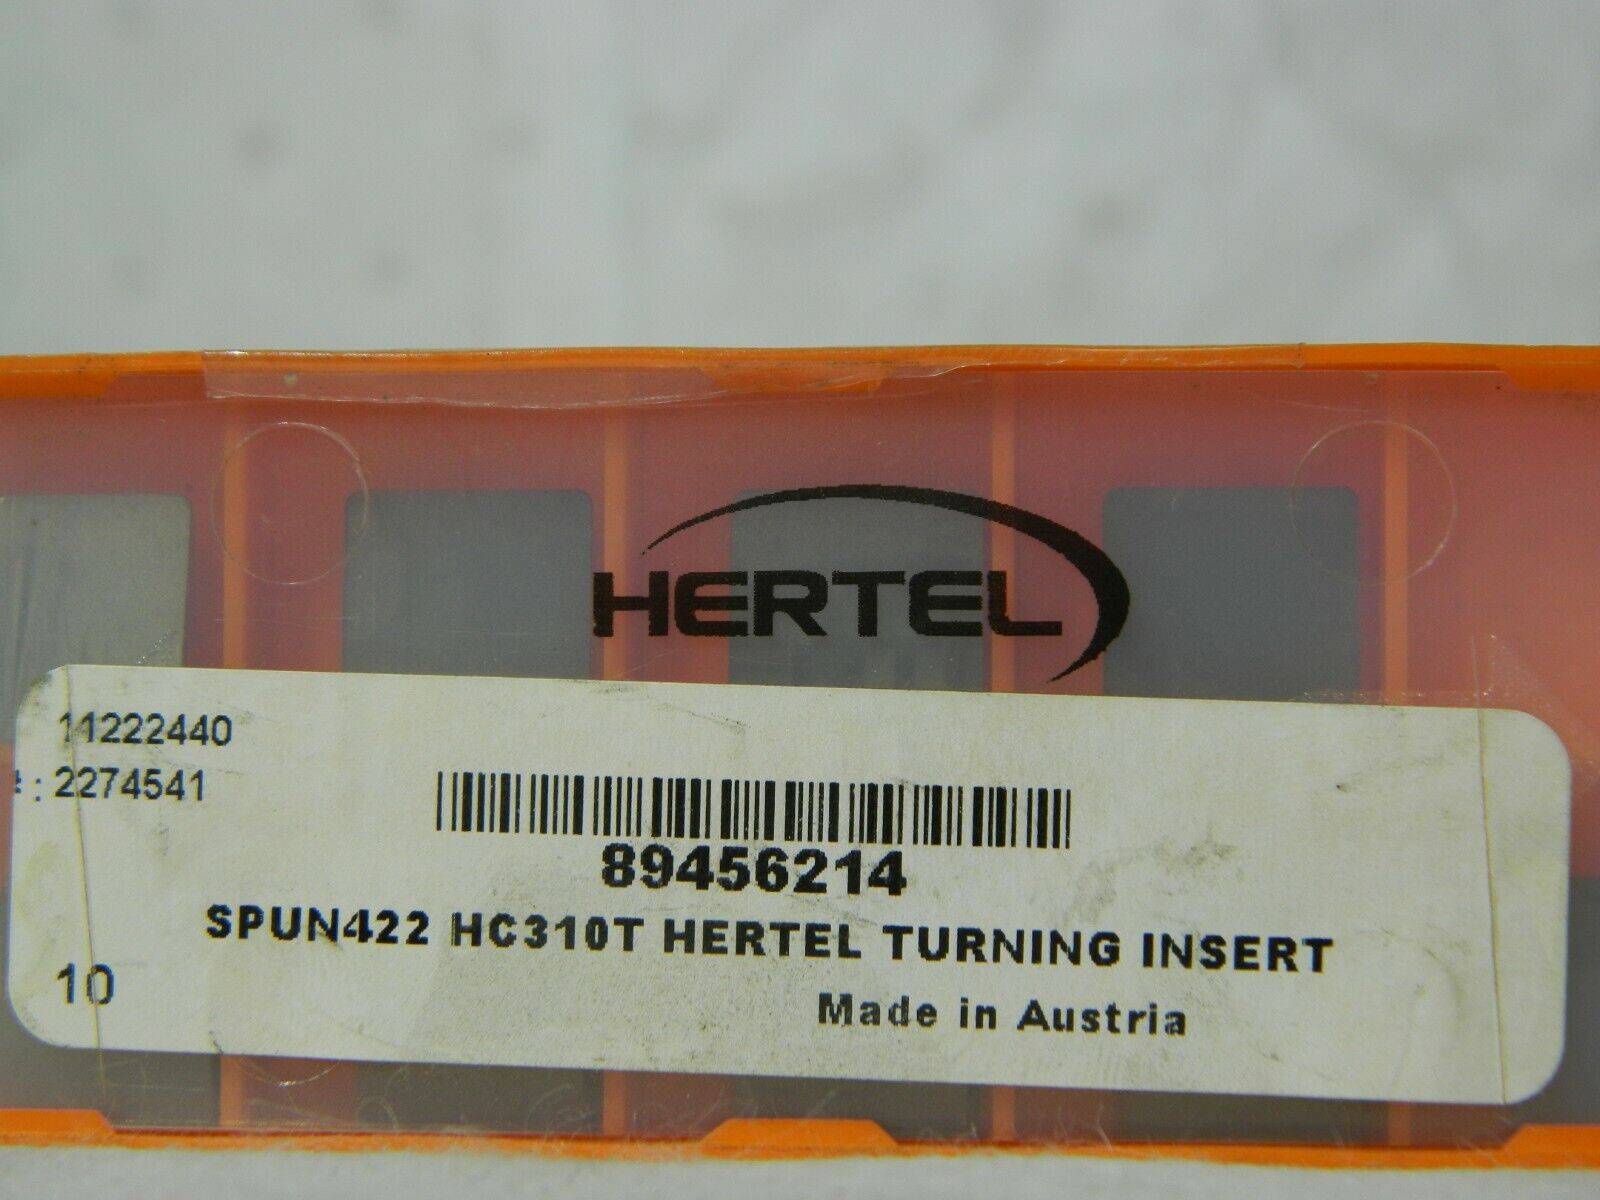 HERTEL
11222440
: 2274541
89456214
SPUN422 HC310T HERTEL TURNING INSERT
10
Made in Austria